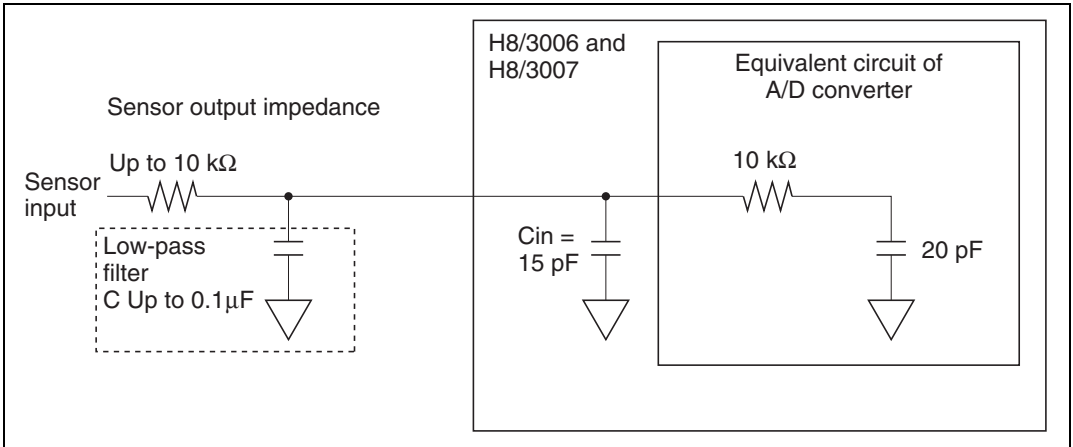 H8/3006 and
H8/3007
Equivalent circuit of
A/D converter
Sensor output impedance
Up to 10 kΩ
10 kΩ
Sensor
input
Low-pass
filter
C Up to 0.1μF
Cin =
15 pF
20 pF